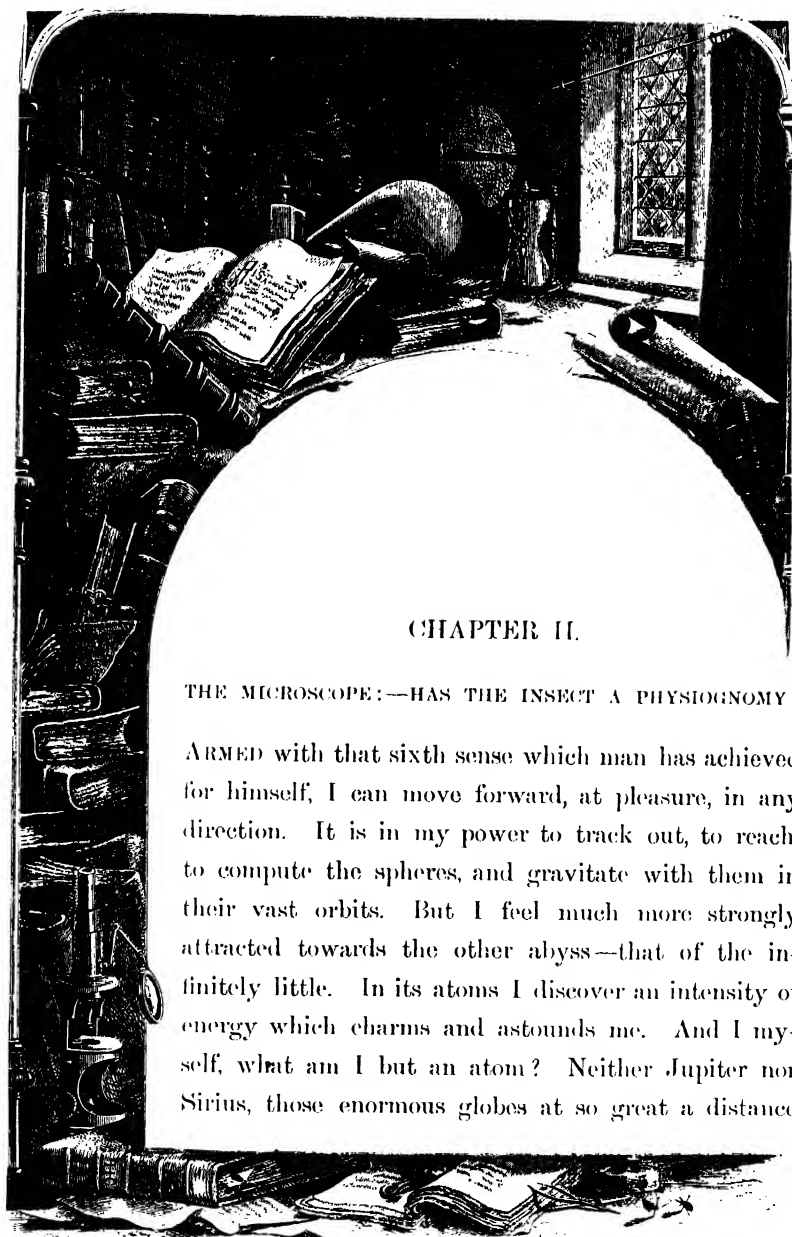 CHAPTER II.
THE MICROSCOPE:—HAS THE INSECT A PHYSIOGNOMY
ARMED with that sixth sense which man has achieved
for himself, I can move forward, at pleasure, in any
direction. It is in my power to track out, to reach
to compute the spheres, and gravitate with them in
their vast orbits. But I feel much more strongly
attracted towards the other abyss—that of the in-
finitely little. In its atoms I discover an intensity of
energy which charms and astounds me. And I my-
self, what am I but an atom? Neither Jupiter nor
Sirius, those enormous globes at so great a distance